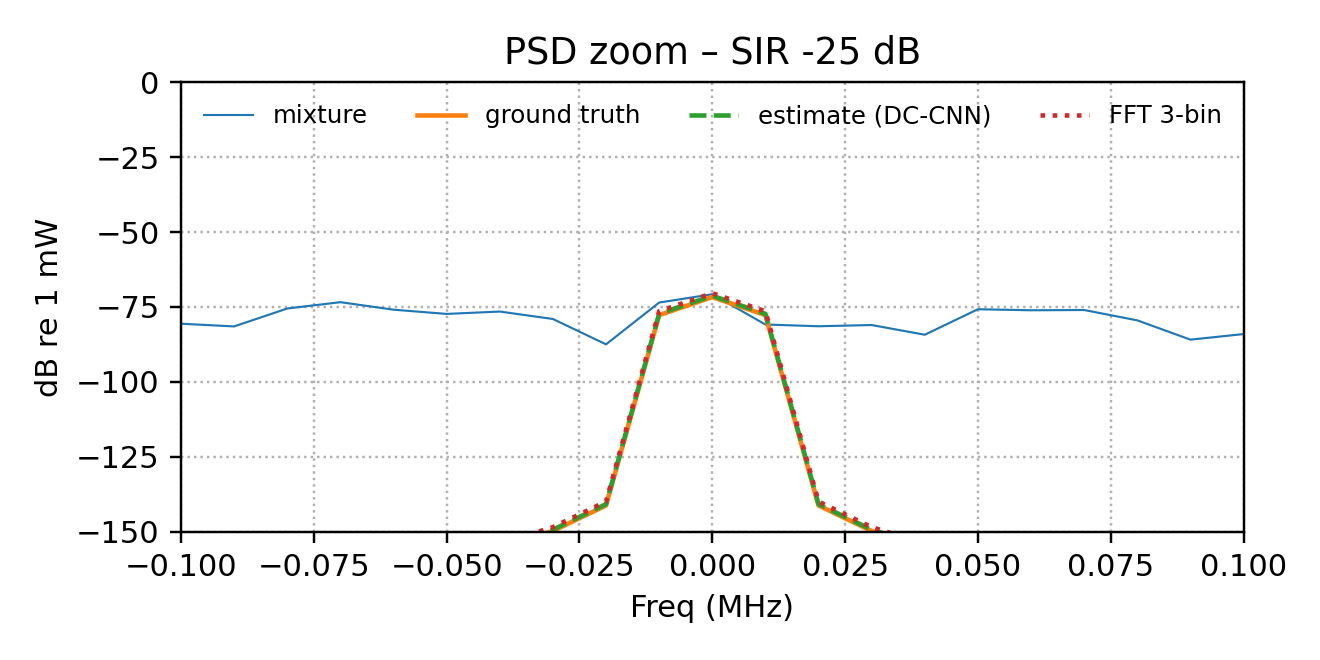 PSD zoom – SIR -25 dB
mixture ground truth estimate (DC-CNN) FFT 3-bin
0
−25
−50
−75
−100
−125
−150
dB re 1 mW
−0.100 −0.075 −0.050 −0.025 0.000 0.025 0.050 0.075 0.100
Freq (MHz)